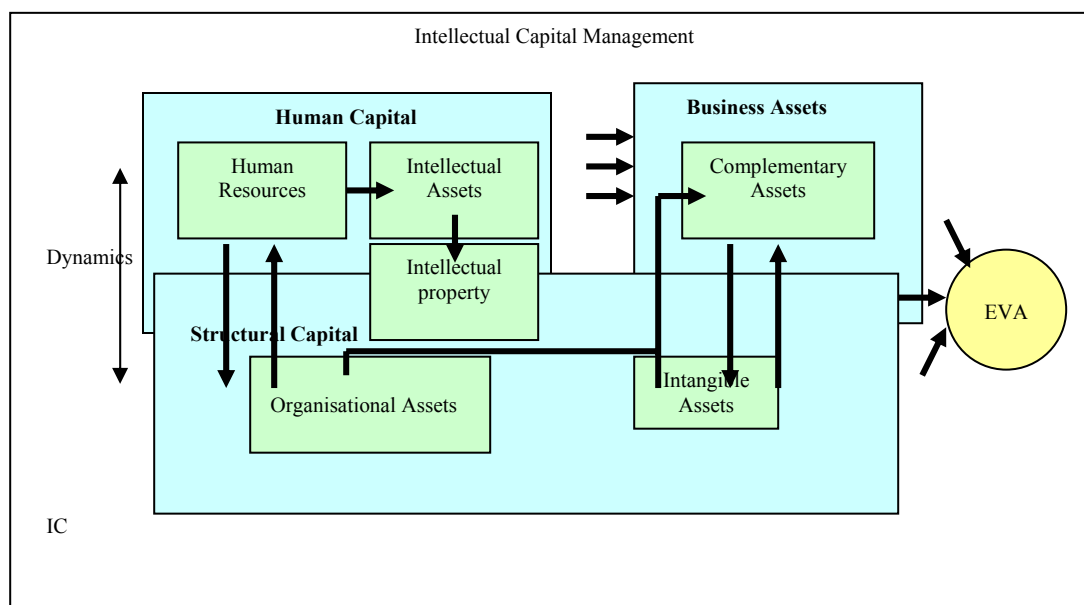 Intellectual Capital Management
Human Capital
Business Assets
Human
Resources
Intellectual
Assets
Complementary
Assets
Dynamics
Intellectual
property
EVA
Structural Capital
Organisational Assets
Intangible
Assets
IC